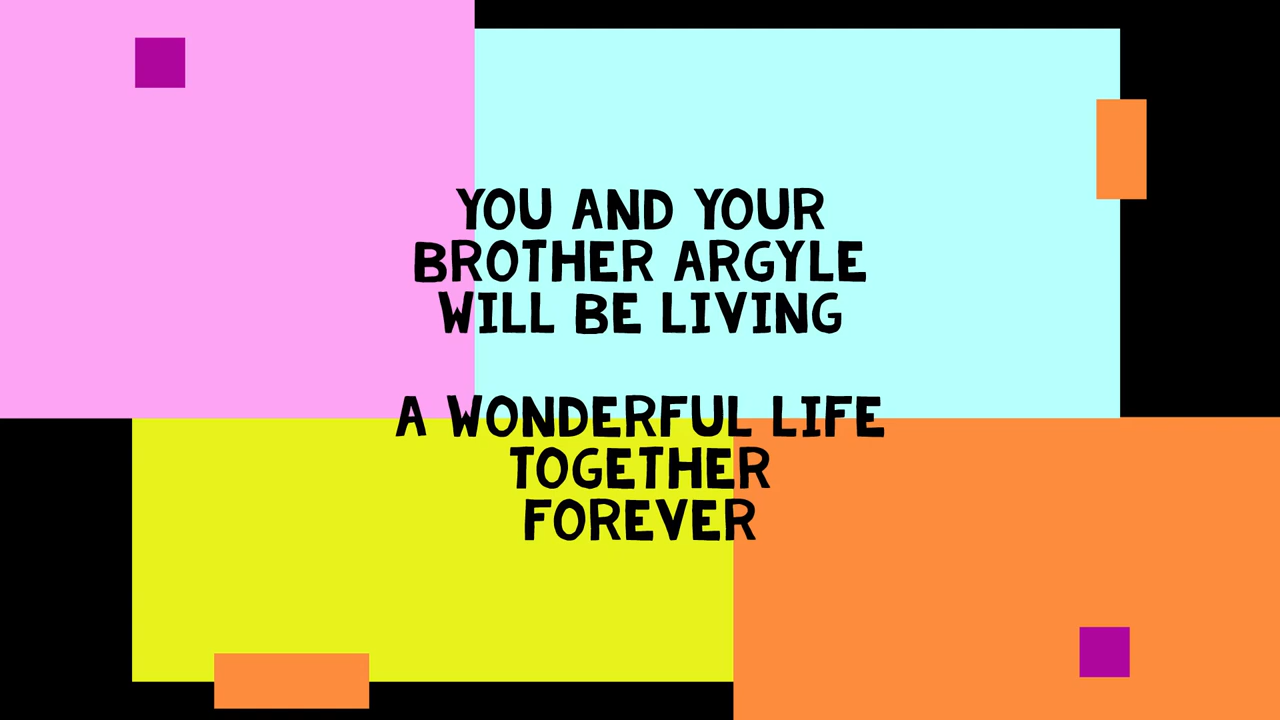 YOU AND YOUR
BROTHER ARGYLE
WILL BE LIVING
A WONDERFUL LIFE
TOGETHER
FOREVER